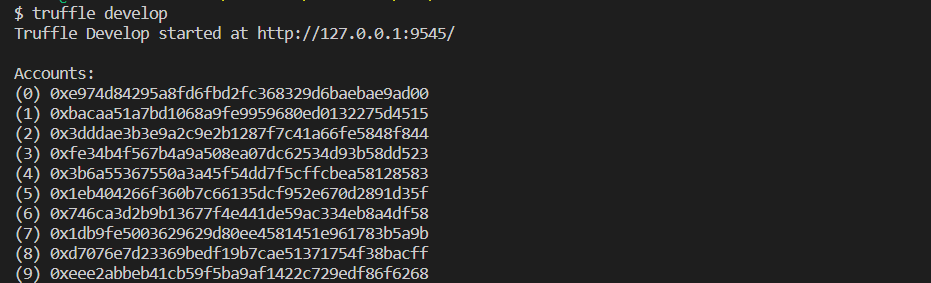 $ truffle develop
Truffle Develop started at http://127.0.0.1:9545/
Accounts:
(0) 0xe974d84295a8fd6fbd2fc368329d6baebae9ad00
(1) 0xbacaa51a7bd1068a9fe9959680ed0132275d4515
(2) 0x3dddae3b3e9a2c9e2b1287f7c41a66fe5848f844
(3) 0xfe34b4f567b4a9a508ea07dc62534d93b58dd523
(4) 0x3b6a55367550a3a45f54dd7f5cffcbea58128583
(5) 0x1eb404266f360b7c66135dcf952e670d2891d35f
(6) 0x746ca3d2b9b13677f4e441de59ac334eb8a4df58
(7) 0x1db9fe5003629629d80ee4581451e961783b5a9b
(8) 0xd7076e7d23369bedf19b7cae51371754f38bacff
(9) 0xeee2abbeb41cb59f5ba9af1422c729edf86f6268